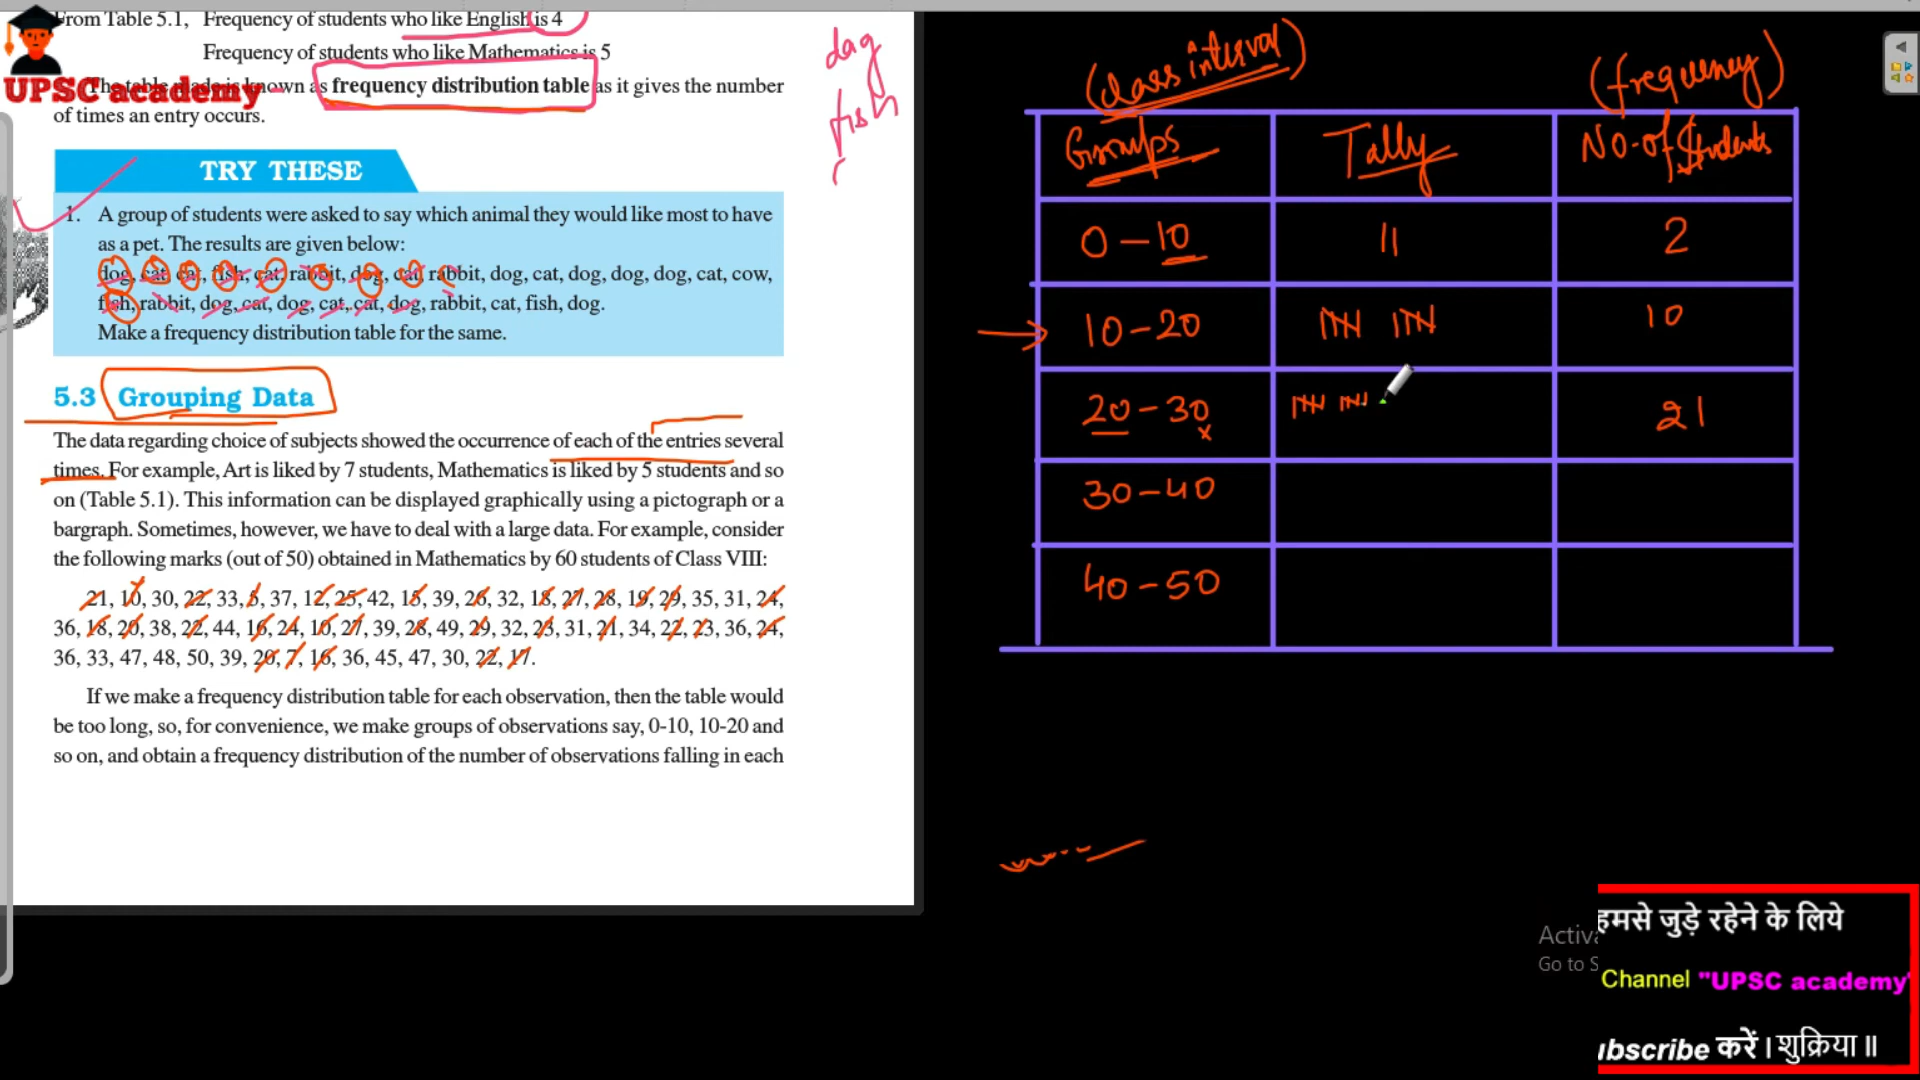 From Table 5.1, Frequency of students who like English is 4
Frequency of students who like Mathematics is 5
UPSC academy
The table made is known as frequency distribution table as it gives the number
of times an entry occurs.
TRY THESE
1. A group of students were asked to say which animal they would like most to have
as a pet. The results are given below:
dog, cat, cat, fish, cat, rabbit, dog, cat, rabbit, dog, cat, dog, dog, dog, cat, cow,
fish, rabbit, dog, cat, dog, cat, cat, dog, rabbit, cat, fish, dog.
Make a frequency distribution table for the same.
5.3 Grouping Data
The data regarding choice of subjects showed the occurrence of each of the entries several
times. For example, Art is liked by 7 students, Mathematics is liked by 5 students and so
on (Table 5.1). This information can be displayed graphically using a pictograph or a
bargraph. Sometimes, however, we have to deal with a large data. For example, consider
the following marks (out of 50) obtained in Mathematics by 60 students of Class VIII:
21, 10, 30, 22, 33, 5, 37, 12, 25, 42, 15, 39, 26, 32, 18, 27, 28, 19, 29, 35, 31, 24,
36, 18, 20, 38, 22, 44, 16, 24, 10, 27, 39, 28, 49, 29, 32, 23, 31, 21, 34, 22, 23, 36, 24,
36, 33, 47, 48, 50, 39, 20, 7, 16, 36, 45, 47, 30, 22, 17.
If we make a frequency distribution table for each observation, then the table would
be too long, so, for convenience, we make groups of observations say, 0-10, 10-20 and
so on, and obtain a frequency distribution of the number of observations falling in each
dog
fish
(class interval) (frequency)
Groups Tally No. of Students
0 - 10 || 2
10 - 20 10
20 - 30 21
30 - 40
40 - 50
हमसे जुड़े रहेने के लिये
Channel "UPSC academy"
ubscribe करें । शुक्रिया ॥
Go to S